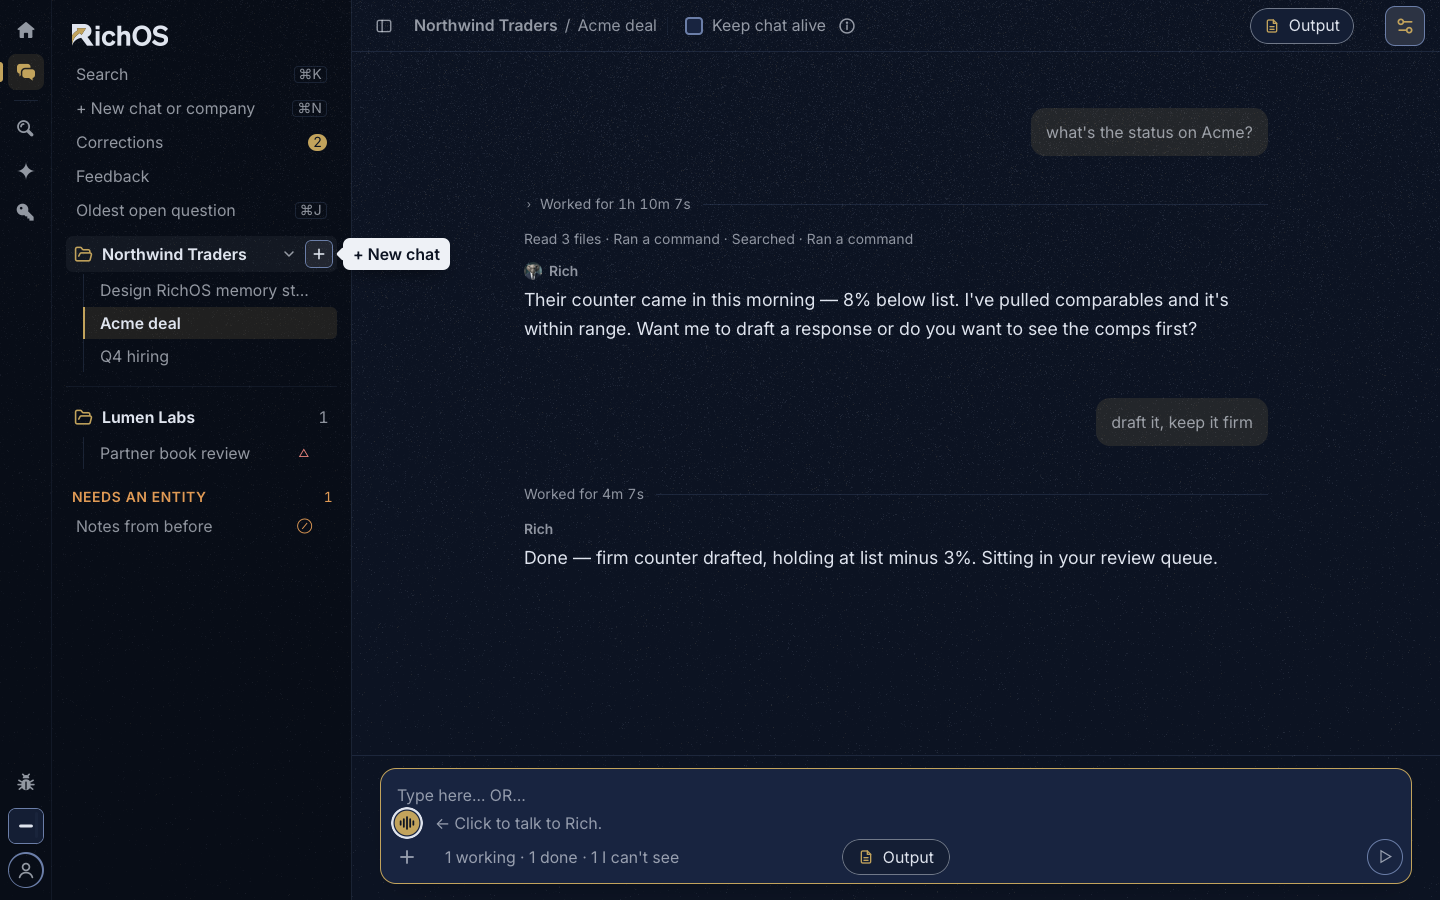 RichOS
Search ⌘K
+ New chat or company ⌘N
Corrections 2
Feedback
Oldest open question ⌘J
Northwind Traders
+ New chat
Design RichOS memory st...
Acme deal
Q4 hiring
Lumen Labs 1
Partner book review
NEEDS AN ENTITY 1
Notes from before
Northwind Traders / Acme deal
Keep chat alive
Output
what's the status on Acme?
› Worked for 1h 10m 7s
Read 3 files · Ran a command · Searched · Ran a command
Rich
Their counter came in this morning — 8% below list. I've pulled comparables and it's
within range. Want me to draft a response or do you want to see the comps first?
draft it, keep it firm
Worked for 4m 7s
Rich
Done — firm counter drafted, holding at list minus 3%. Sitting in your review queue.
Type here... OR...
← Click to talk to Rich.
1 working · 1 done · 1 I can't see
Output